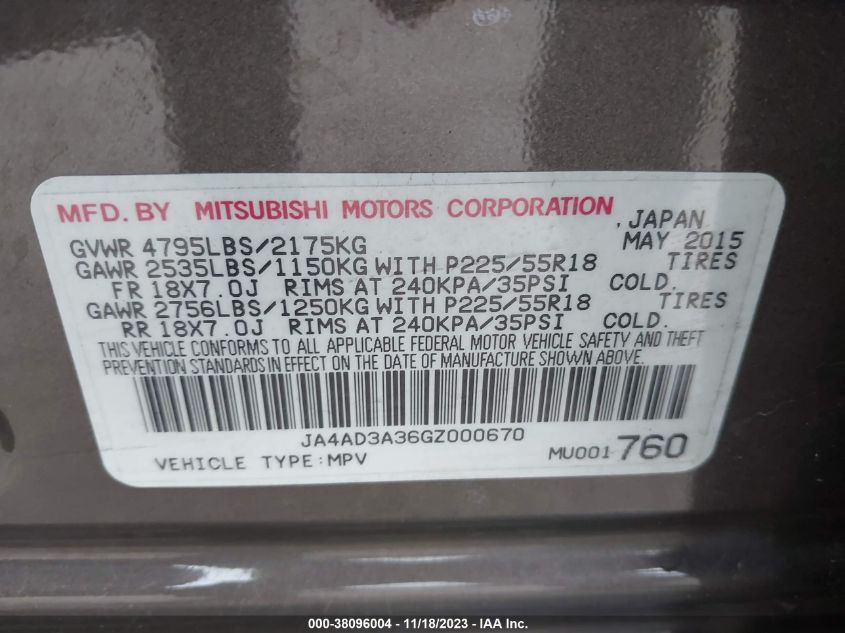 MFD. BY MITSUBISHI MOTORS CORPORATION
, JAPAN
GVWR 4795LBS/2175KG MAY 2015
GAWR 2535LBS/1150KG WITH P225/55R18 TIRES
FR 18X7.0J RIMS AT 240KPA/35PSI COLD.
GAWR 2756LBS/1250KG WITH P225/55R18 TIRES
RR 18X7.0J RIMS AT 240KPA/35PSI COLD.
THIS VEHICLE CONFORMS TO ALL APPLICABLE FEDERAL MOTOR VEHICLE SAFETY AND THEFT
PREVENTION STANDARDS IN EFFECT ON THE DATE OF MANUFACTURE SHOWN ABOVE.
JA4AD3A36GZ000670
VEHICLE TYPE:MPV MU001 760
000-38096004 - 11/18/2023 - IAA Inc.